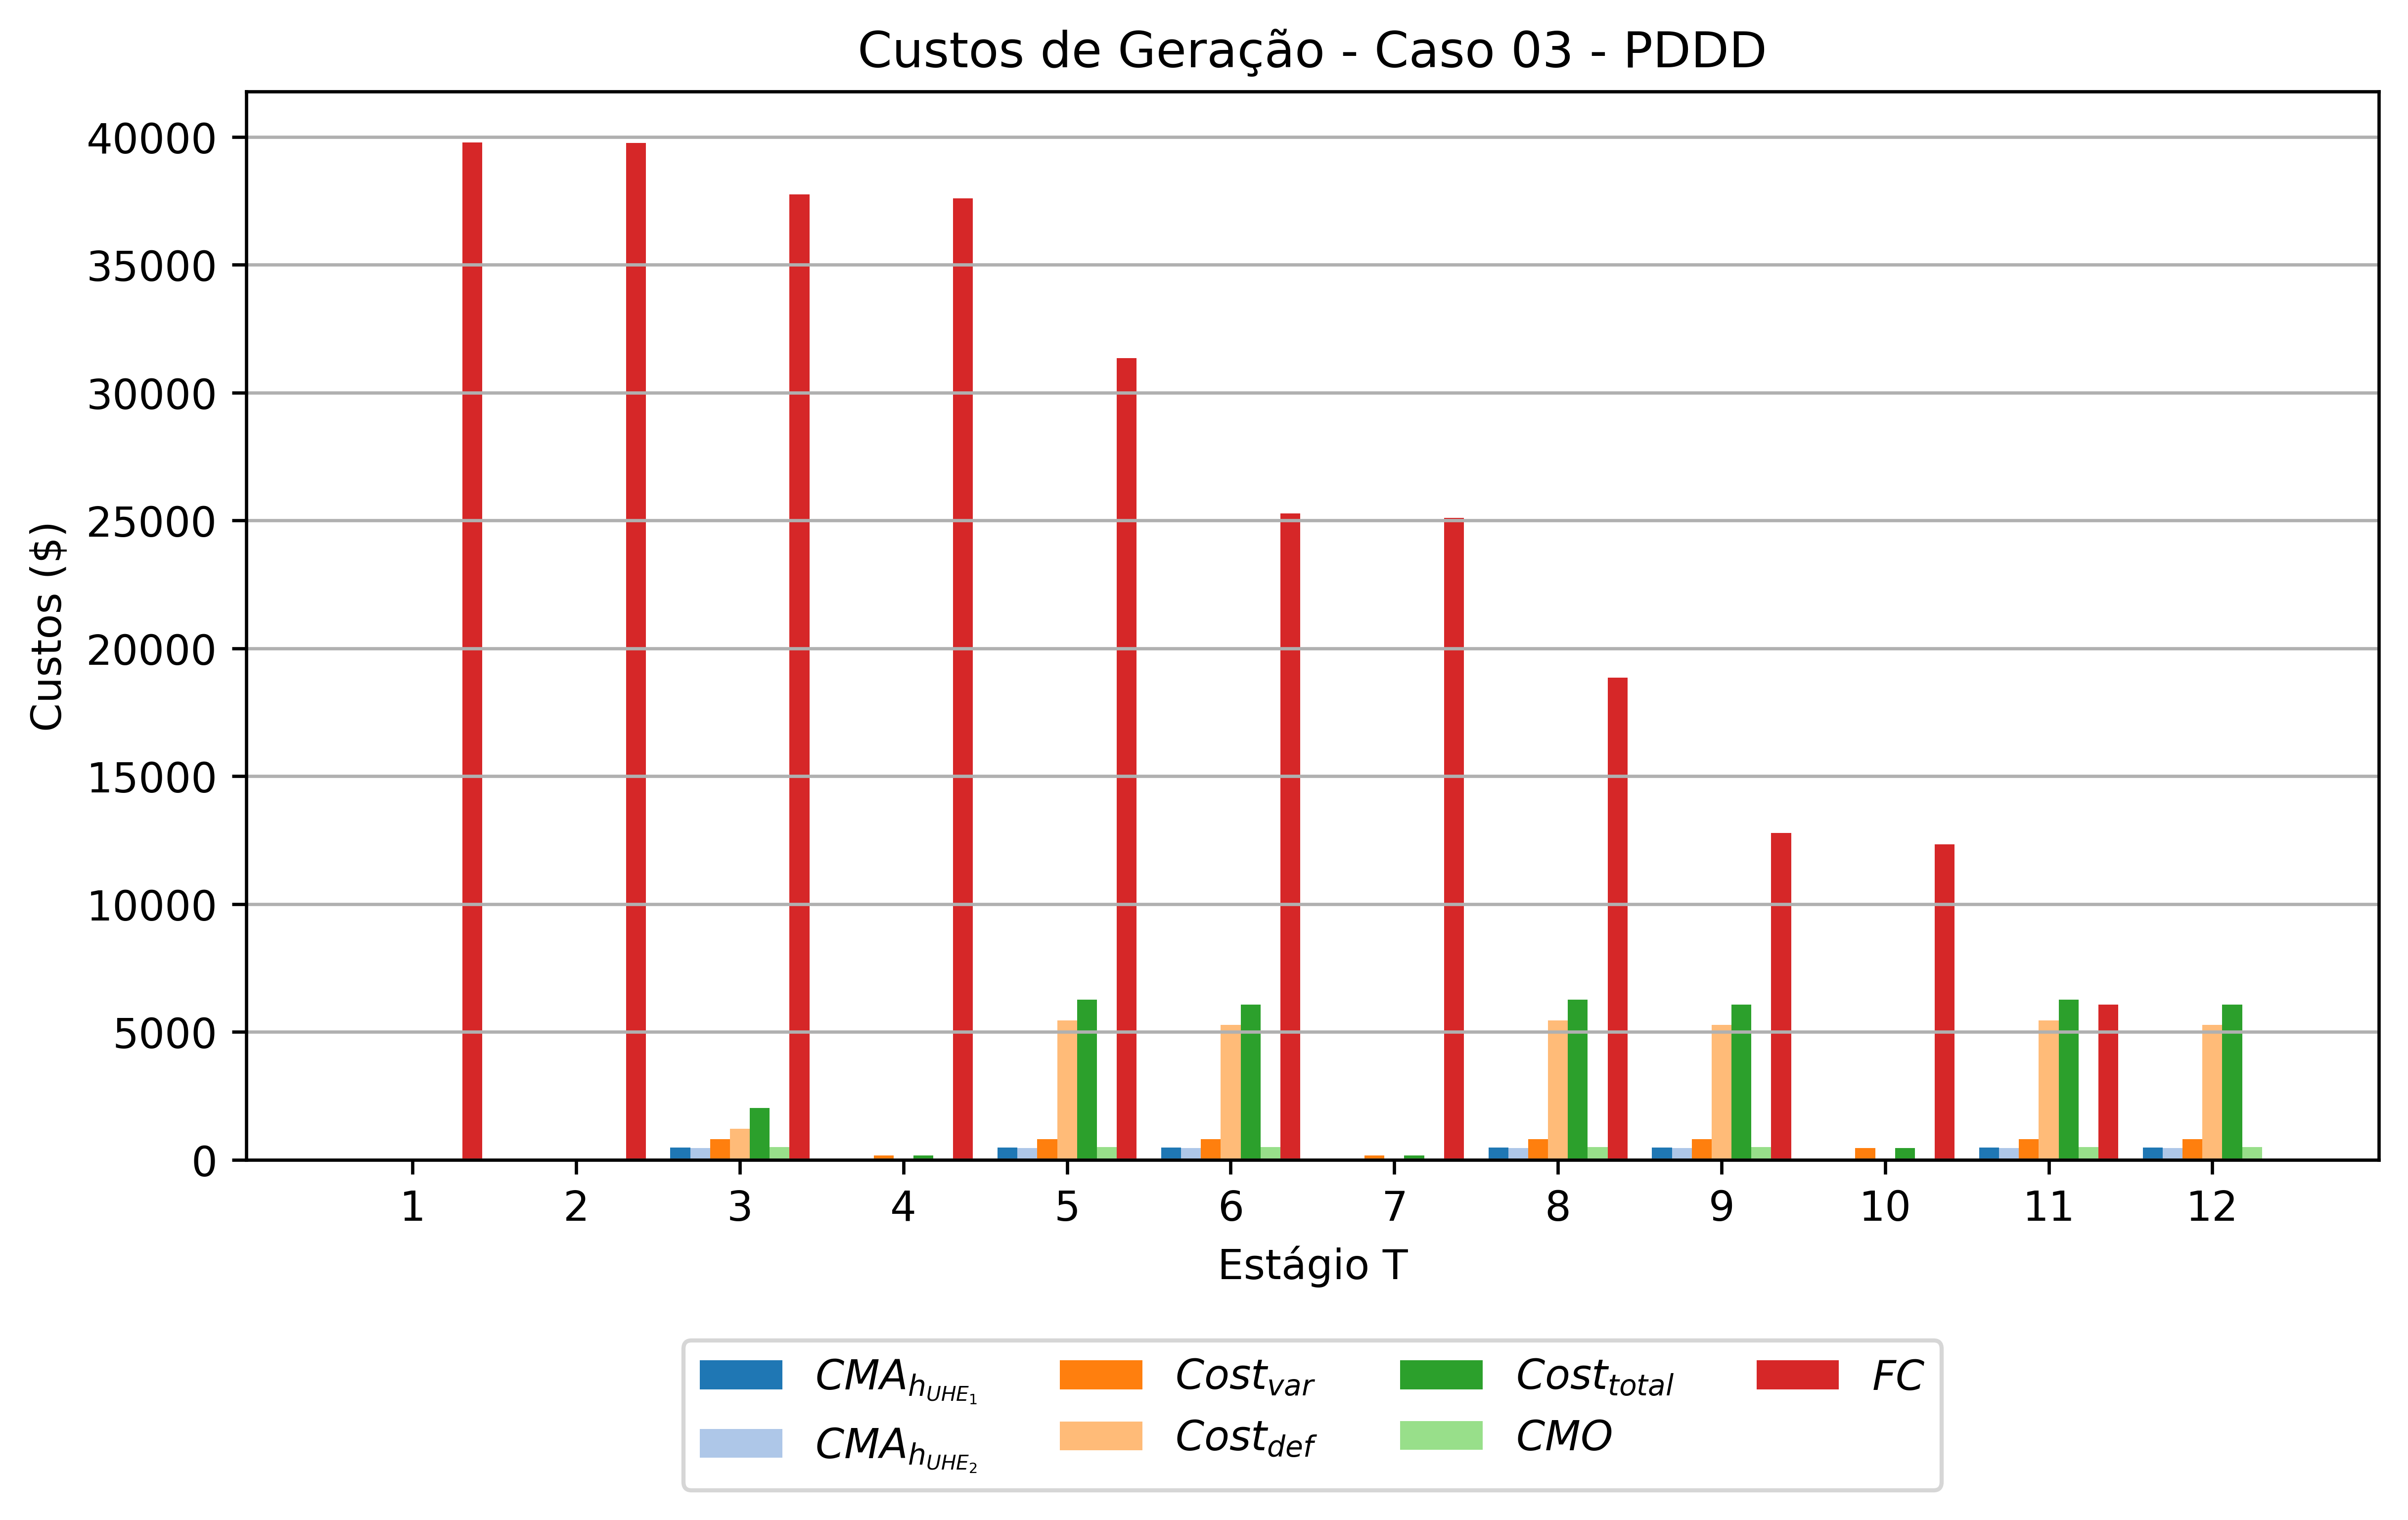 Custos de Geração - Caso 03 - PDDD
Custos ($)
40000
35000
30000
25000
20000
15000
10000
5000
0
1 2 3 4 5 6 7 8 9 10 11 12
Estágio T
CMA_{h_{UHE_1}} Cost_{var} Cost_{total} FC
CMA_{h_{UHE_2}} Cost_{def} CMO